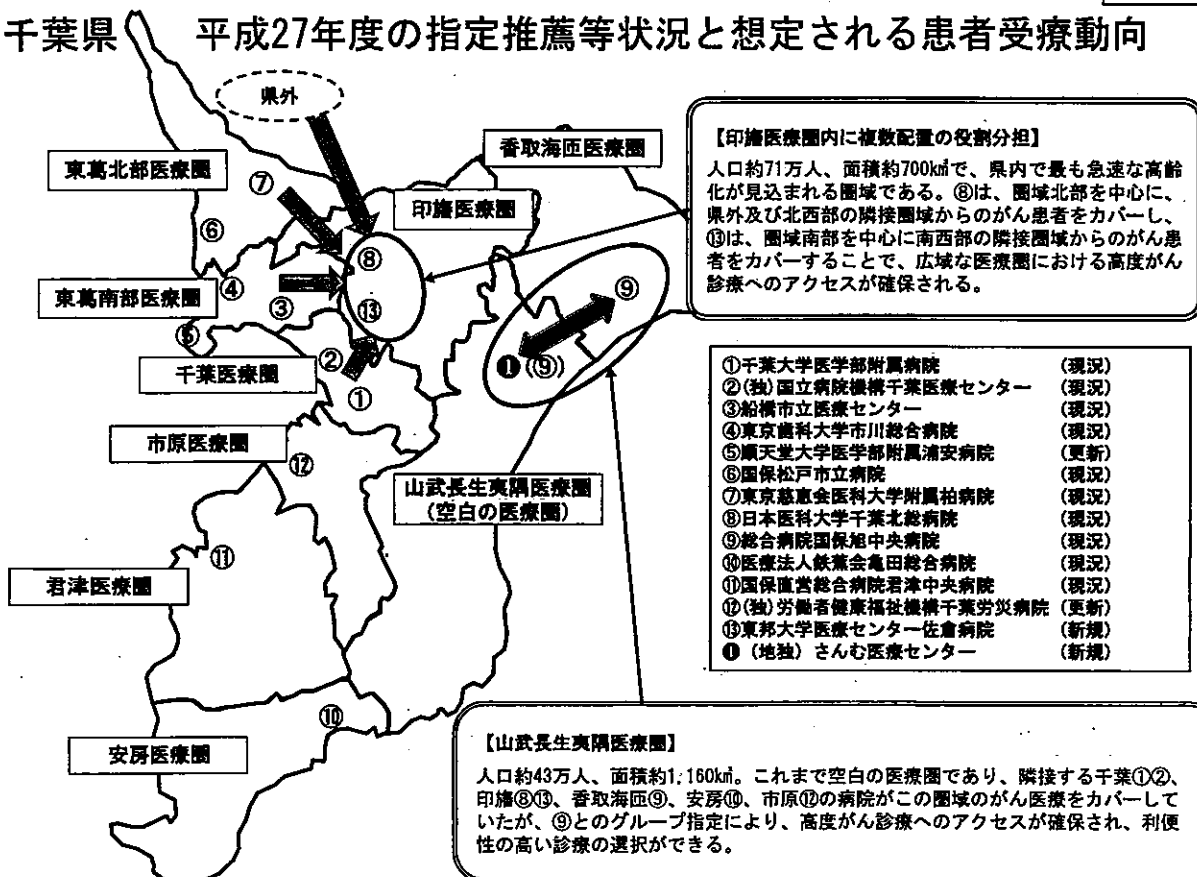 千葉県 平成27年度の指定推薦等状況と想定される患者受療動向
県外
東葛北部医療圏
香取海匝医療圏
印旛医療圏
東葛南部医療圏
千葉医療圏
市原医療圏
山武長生夷隅医療圏
(空白の医療圏)
君津医療圏
安房医療圏
⑦
⑥
⑧
④
③
⑬
⑤
②
①
⑨
❶ (⑨)
⑫
⑪
⑩
【印旛医療圏内に複数配置の役割分担】
人口約71万人、面積約700k㎡で、県内で最も急速な高齢
化が見込まれる圏域である。⑧は、圏域北部を中心に、
県外及び北西部の隣接圏域からのがん患者をカバーし、
⑬は、圏域南部を中心に南西部の隣接圏域からのがん患
者をカバーすることで、広域な医療圏における高度がん
診療へのアクセスが確保される。
①千葉大学医学部附属病院 (現況)
②(独)国立病院機構千葉医療センター (現況)
③船橋市立医療センター (現況)
④東京歯科大学市川総合病院 (現況)
⑤順天堂大学医学部附属浦安病院 (更新)
⑥国保松戸市立病院 (現況)
⑦東京慈恵会医科大学附属柏病院 (現況)
⑧日本医科大学千葉北総病院 (現況)
⑨総合病院国保旭中央病院 (現況)
⑩医療法人鉄蕉会亀田総合病院 (現況)
⑪国保直営総合病院君津中央病院 (現況)
⑫(独)労働者健康福祉機構千葉労災病院 (更新)
⑬東邦大学医療センター佐倉病院 (新規)
❶ (地独) さんむ医療センター (新規)
【山武長生夷隅医療圏】
人口約43万人、面積約1,160k㎡。これまで空白の医療圏であり、隣接する千葉①②、
印旛⑧⑬、香取海匝⑨、安房⑩、市原⑫の病院がこの圏域のがん医療をカバーして
いたが、⑨とのグループ指定により、高度がん診療へのアクセスが確保され、利便
性の高い診療の選択ができる。